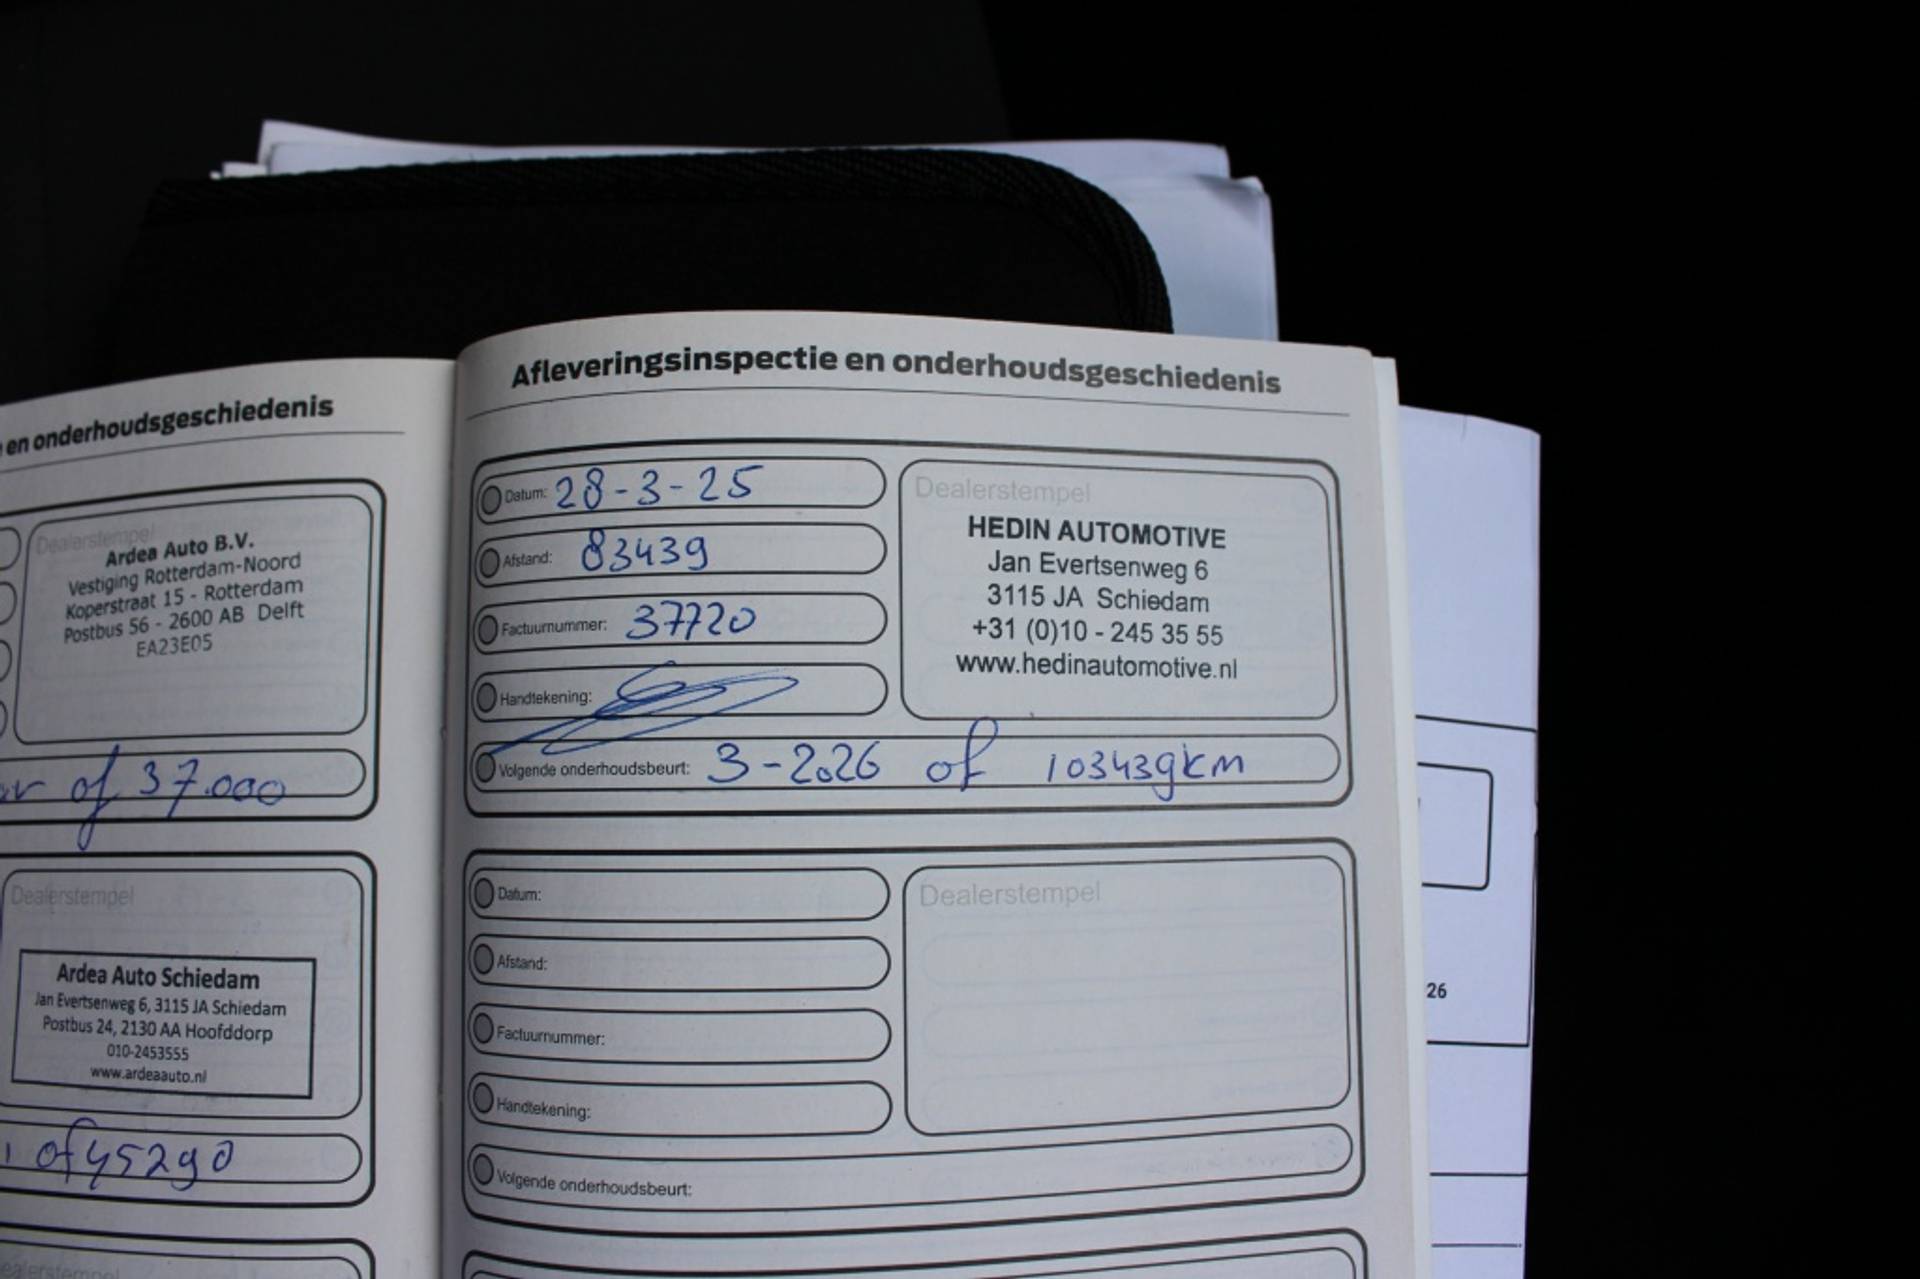 en onderhoudsgeschiedenis
Dealerstempel
Ardea Auto B.V.
Vestiging Rotterdam-Noord
Koperstraat 15 - Rotterdam
Postbus 56 - 2600 AB Delft
EA23E05
of 37.000
Dealerstempel
Ardea Auto Schiedam
Jan Evertsenweg 6, 3115 JA Schiedam
Postbus 24, 2130 AA Hoofddorp
010-2453555
www.ardeaauto.nl
of 45290
Afleveringsinspectie en onderhoudsgeschiedenis
Datum: 28-3-25
Afstand: 83439
Factuurnummer: 37720
Handtekening:
Dealerstempel
HEDIN AUTOMOTIVE
Jan Evertsenweg 6
3115 JA Schiedam
+31 (0)10 - 245 35 55
www.hedinautomotive.nl
Volgende onderhoudsbeurt: 3-2026 of 103439km
Datum:
Afstand:
Factuurnummer:
Handtekening:
Dealerstempel
Volgende onderhoudsbeurt:
26